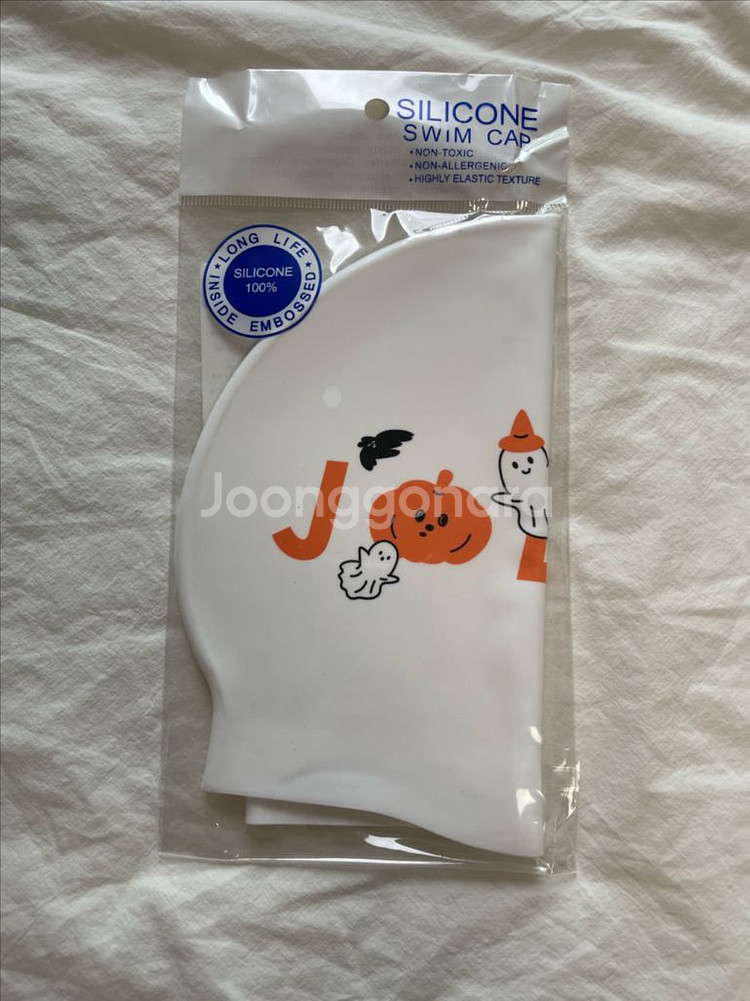 SILICONE
SWIM CAP
•NON-TOXIC
•NON-ALLERGENIC
•HIGHLY ELASTIC TEXTURE
★ LONG LIFE ★
SILICONE
100%
INSIDE EMBOSSED
J
Joonggonara